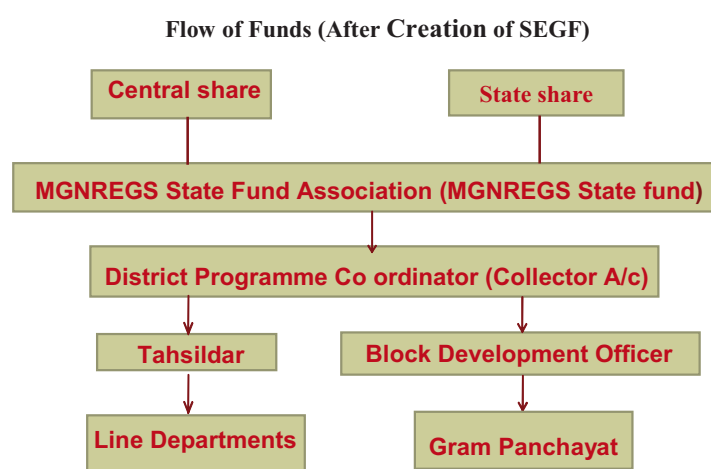 Flow of Funds (After Creation of SEGF)
Central share
State share
MGNREGS State Fund Association (MGNREGS State fund)
District Programme Co ordinator (Collector A/c)
Tahsildar
Block Development Officer
Line Departments
Gram Panchayat